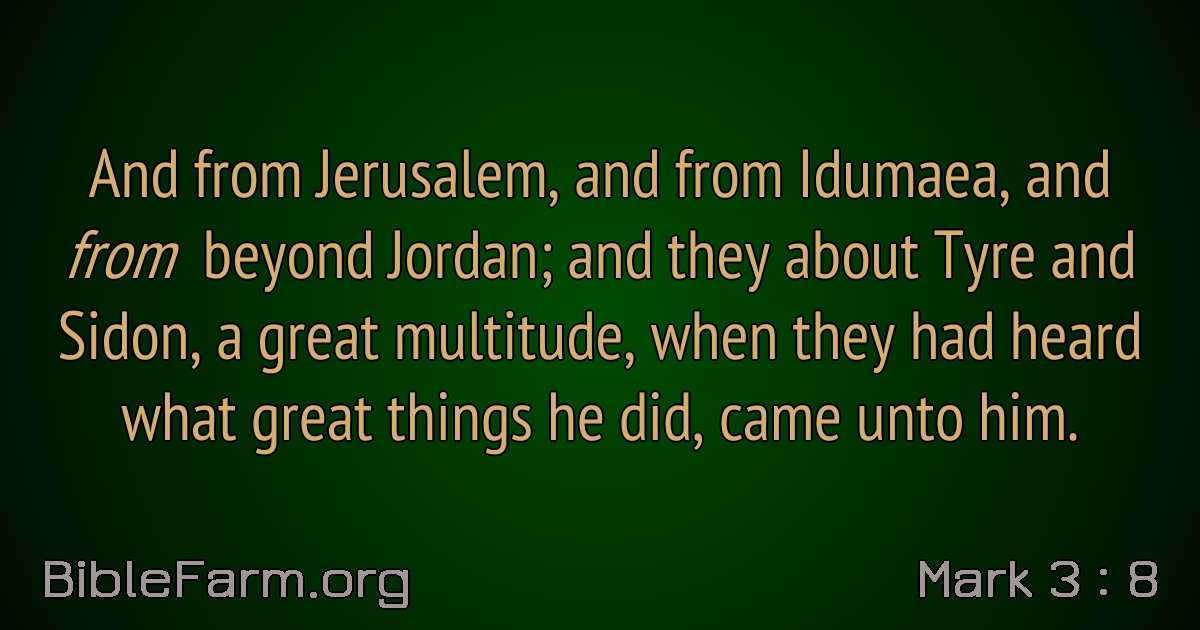 And from Jerusalem, and from Idumaea, and
from beyond Jordan; and they about Tyre and
Sidon, a great multitude, when they had heard
what great things he did, came unto him.
BibleFarm.org
Mark 3 : 8